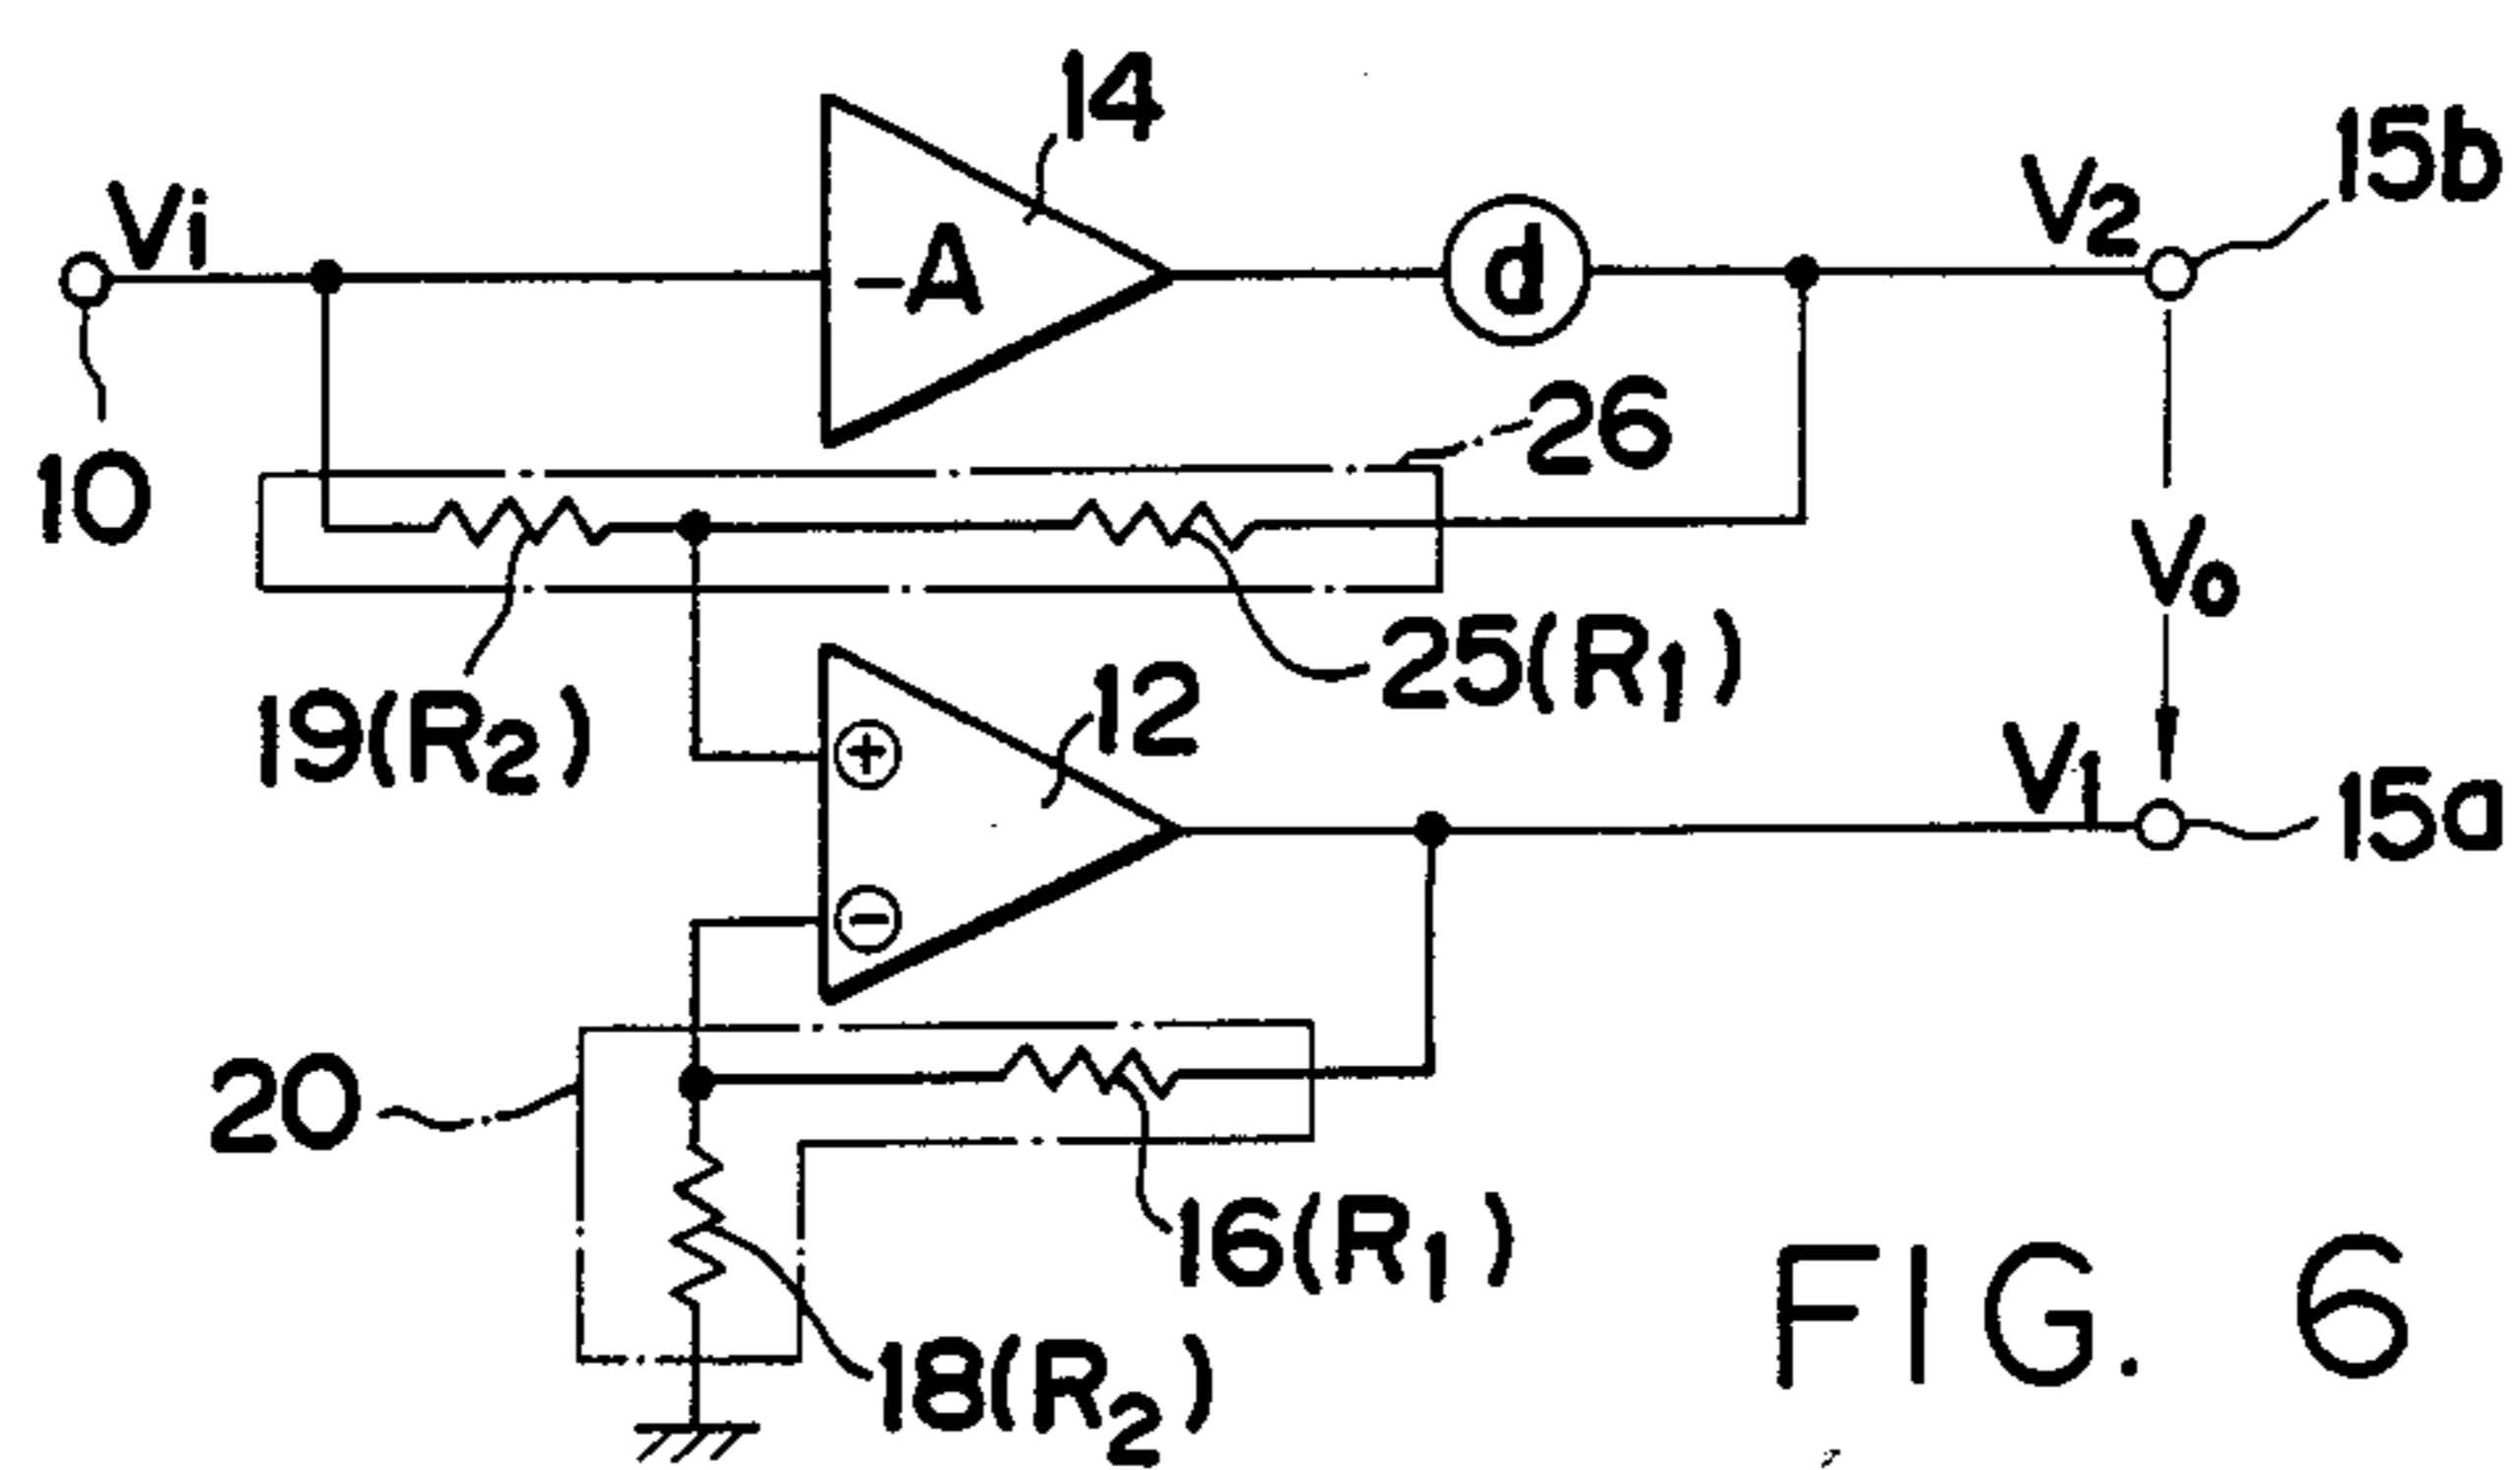 14
15b
Vi
V2
-A
d
10
26
Vo
25(R1)
19(R2)
12
V1
15a
+
−
20
16(R1)
18(R2)
FIG. 6